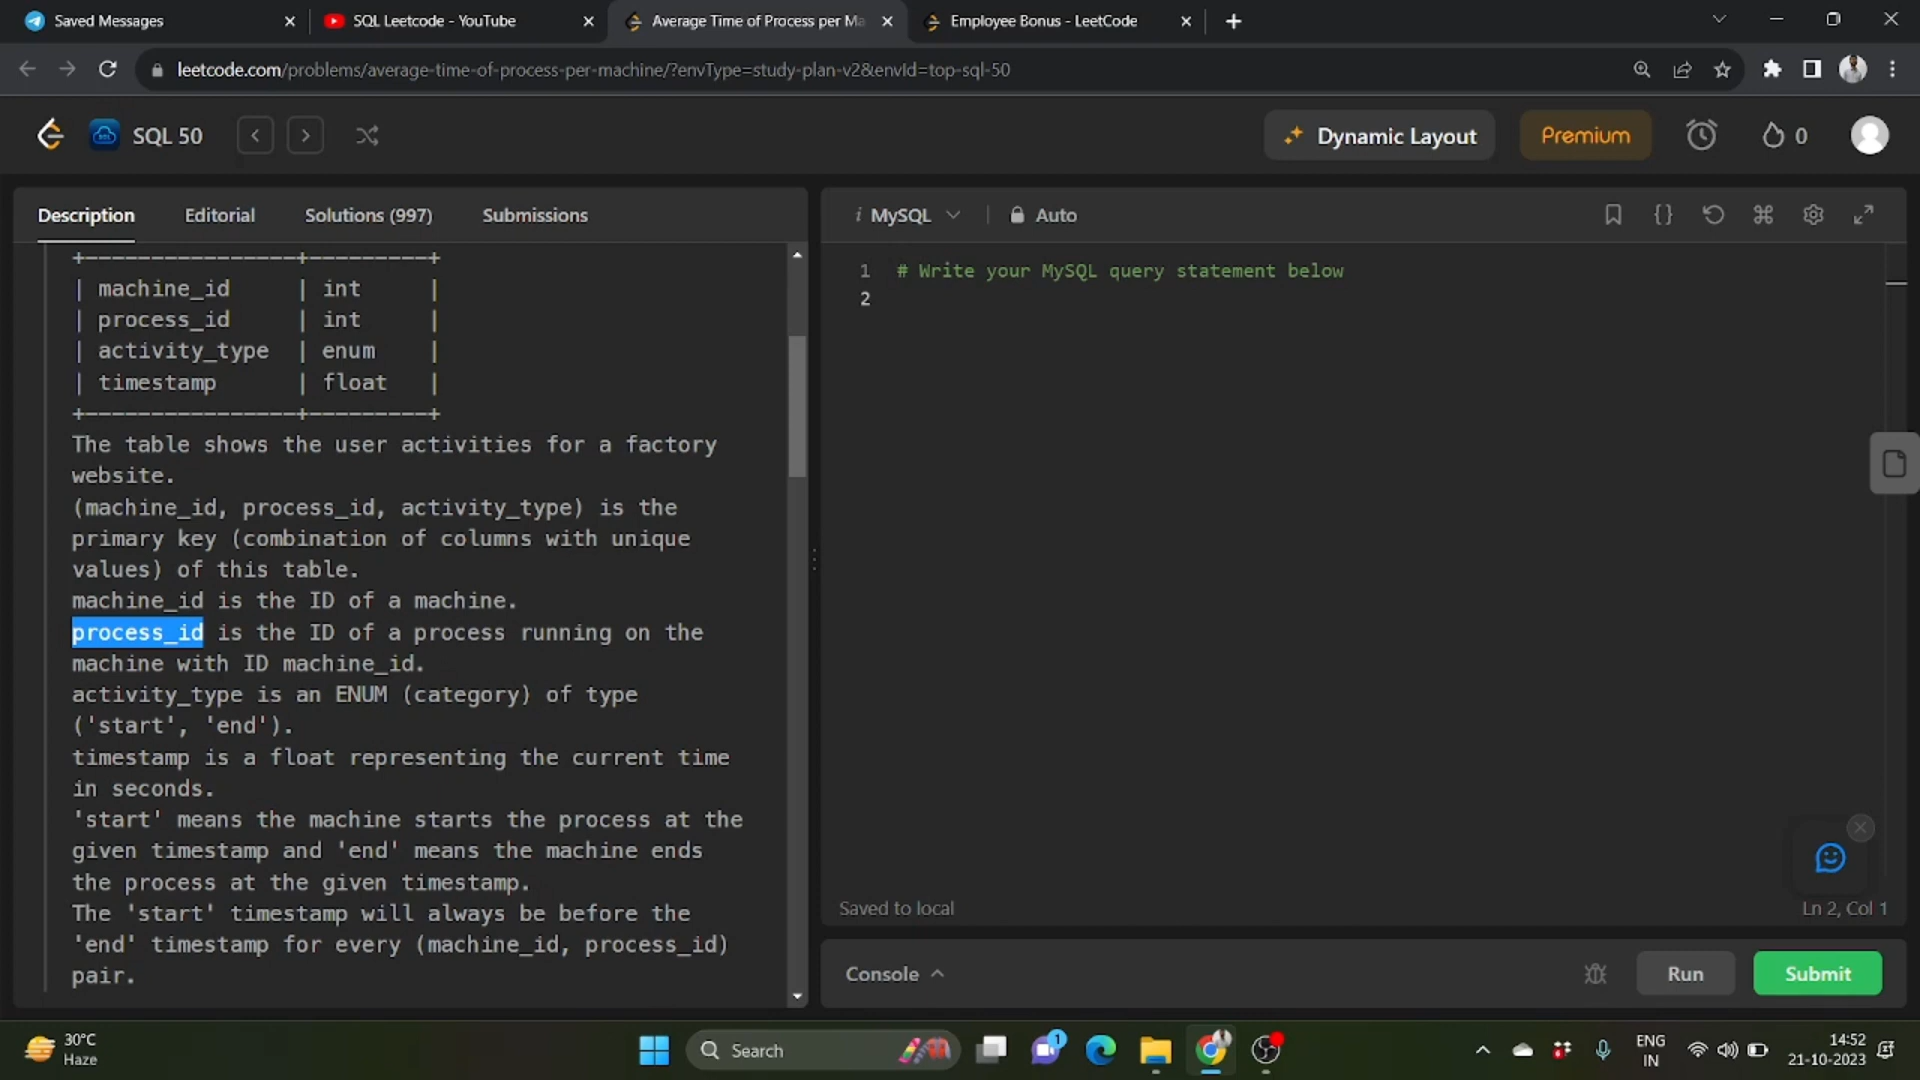 Saved Messages
SQL Leetcode - YouTube
Average Time of Process per Ma
Employee Bonus - LeetCode
leetcode.com/problems/average-time-of-process-per-machine/?envType=study-plan-v2&envId=top-sql-50
SQL 50
Dynamic Layout
Premium
0
Description
Editorial
Solutions (997)
Submissions
MySQL
Auto
+----------------+---------+
| machine_id | int |
| process_id | int |
| activity_type | enum |
| timestamp | float |
+----------------+---------+
The table shows the user activities for a factory
website.
(machine_id, process_id, activity_type) is the
primary key (combination of columns with unique
values) of this table.
machine_id is the ID of a machine.
process_id is the ID of a process running on the
machine with ID machine_id.
activity_type is an ENUM (category) of type
('start', 'end').
timestamp is a float representing the current time
in seconds.
'start' means the machine starts the process at the
given timestamp and 'end' means the machine ends
the process at the given timestamp.
The 'start' timestamp will always be before the
'end' timestamp for every (machine_id, process_id)
pair.
1 # Write your MySQL query statement below
2
Saved to local
Ln 2, Col 1
Console
Run
Submit
30°C
Haze
Search
1
ENG
IN
14:52
21-10-2023